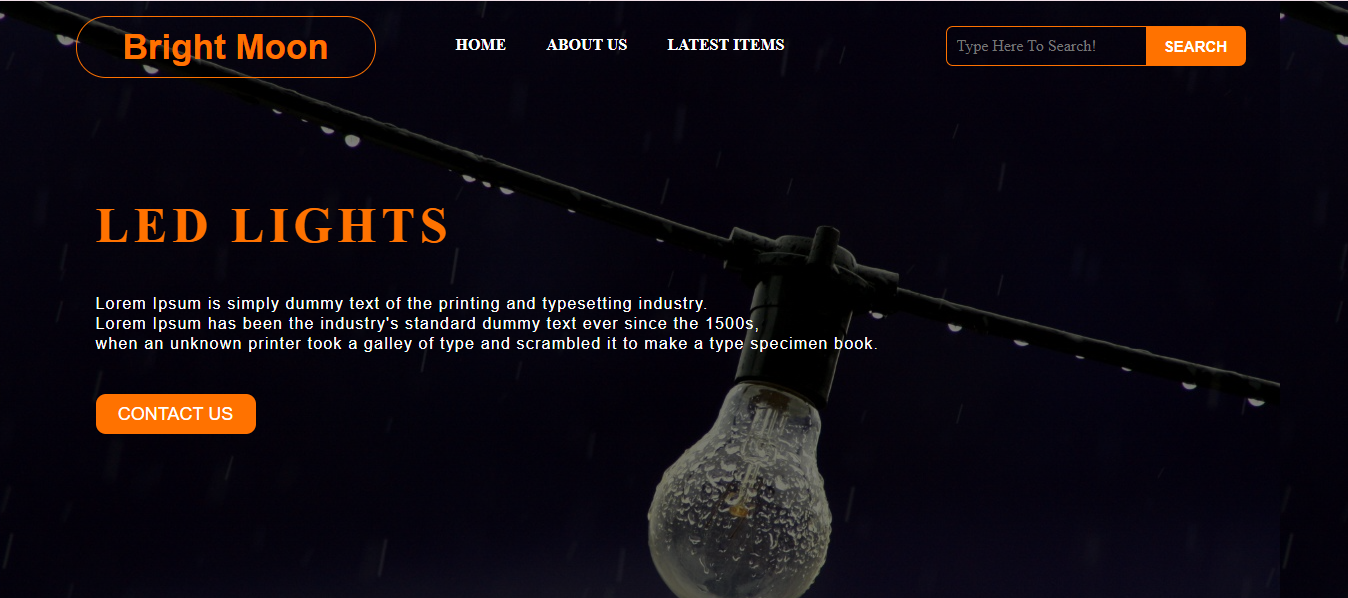 Bright Moon
HOME ABOUT US LATEST ITEMS
Type Here To Search! SEARCH
LED LIGHTS
Lorem Ipsum is simply dummy text of the printing and typesetting industry.
Lorem Ipsum has been the industry's standard dummy text ever since the 1500s,
when an unknown printer took a galley of type and scrambled it to make a type specimen book.
CONTACT US